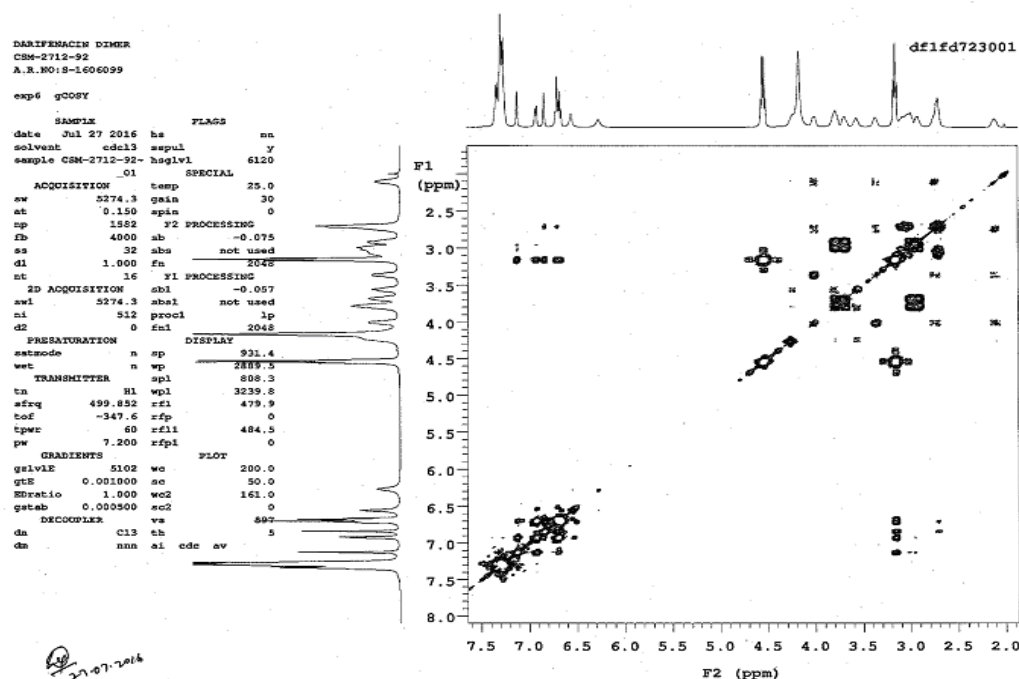 DARIFENACIN DIMER
CSM-2712-92
A.R.NO:S-1606099
exp6 gCOSY
SAMPLE FLAGS
date Jul 27 2016 hs nn
solvent cdcl3 sspul y
sample CSM-2712-92~ hsglvl 6120
_01 SPECIAL
ACQUISITION temp 25.0
sw 5274.3 gain 30
at 0.150 spin 0
np 1582 F2 PROCESSING
fb 4000 sb -0.075
ss 32 sbs not used
d1 1.000 fn 2048
nt 16 F1 PROCESSING
2D ACQUISITION sb1 -0.057
sw1 5274.3 sbs1 not used
ni 512 proc1 lp
d2 0 fn1 2048
PRESATURATION DISPLAY
satmode n sp 931.4
wet n wp 2889.5
TRANSMITTER sp1 808.3
tn H1 wp1 3239.8
sfrq 499.852 rfl 479.9
tof -347.6 rfp 0
tpwr 60 rfl1 484.5
pw 7.200 rfp1 0
GRADIENTS PLOT
gzlvlE 5102 wc 200.0
gtE 0.001000 sc 50.0
EDratio 1.000 wc2 161.0
gstab 0.000500 sc2 0
DECOUPLER vs 897
dn C13 th 5
dm nnn ai cdc av
27-07-2016
df1fd723001
F1
(ppm)
2.5
3.0
3.5
4.0
4.5
5.0
5.5
6.0
6.5
7.0
7.5
8.0
7.5 7.0 6.5 6.0 5.5 5.0 4.5 4.0 3.5 3.0 2.5 2.0
F2 (ppm)